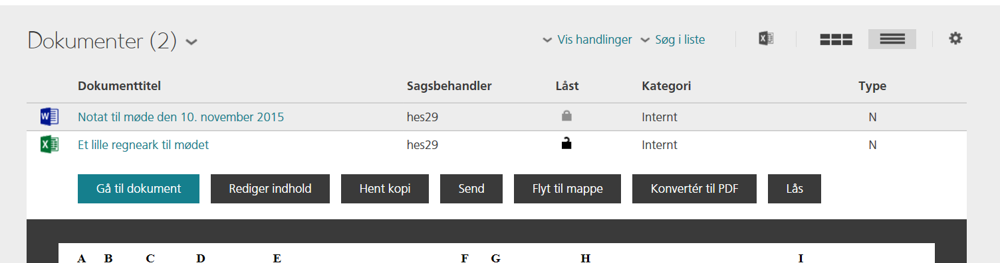 Dokumenter (2) Vis handlinger Søg i liste
Dokumenttitel Sagsbehandler Låst Kategori Type
Notat til møde den 10. november 2015 hes29 Internt N
Et lille regneark til mødet hes29 Internt N
Gå til dokument Rediger indhold Hent kopi Send Flyt til mappe Konvertér til PDF Lås
A B C D E F G H I